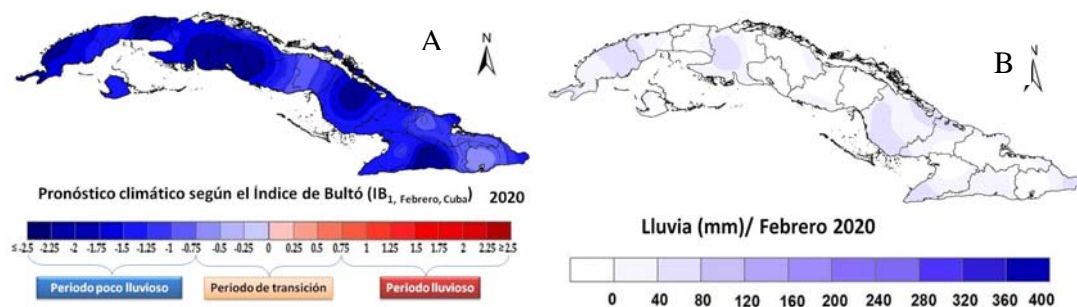 A
N
Pronóstico climático según el Índice de Bultó (IB1, Febrero, Cuba) 2020
≤ -2.5 -2.25 -2 -1.75 -1.5 -1.25 -1 -0.75 -0.5 -0.25 0 0.25 0.5 0.75 1 1.25 1.5 1.75 2 2.25 ≥2.5
Periodo poco lluvioso Periodo de transición Periodo lluvioso
B
N
Lluvia (mm)/ Febrero 2020
0 40 80 120 160 200 240 280 320 360 400